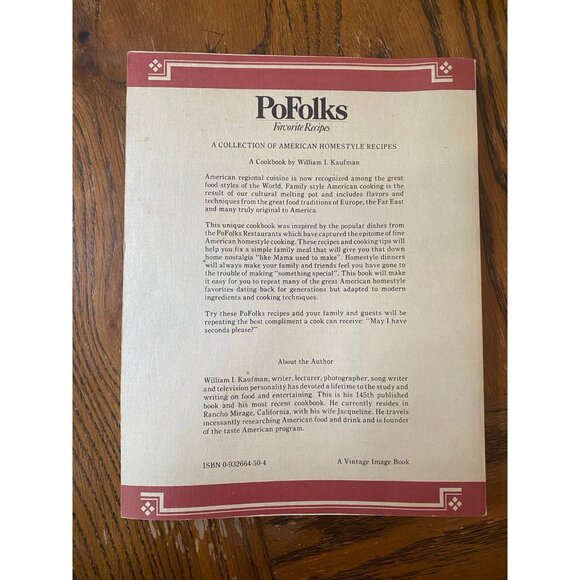 PoFolks
Favorite Recipes
A COLLECTION OF AMERICAN HOMESTYLE RECIPES
A Cookbook by William I. Kaufman
American regional cuisine is now recognized among the great
food styles of the World. Family style American cooking is the
result of our cultural melting pot and includes flavors and
techniques from the great food traditions of Europe, the Far East
and many truly original to America.
This unique cookbook was inspired by the popular dishes from
the PoFolks Restaurants which have captured the epitome of fine
American homestyle cooking. These recipes and cooking tips will
help you fix a simple family meal that will give you that down
home nostalgia "like Mama used to make". Homestyle dinners
will always make your family and friends feel you have gone to
the trouble of making "something special". This book will make
it easy for you to repeat many of the great American homestyle
favorites dating back for generations but adapted to modern
ingredients and cooking techniques.
Try these PoFolks recipes and your family and guests will be
repeating the best compliment a cook can receive: "May I have
seconds please?"
About the Author
William I. Kaufman, writer, lecturer, photographer, song writer
and television personality has devoted a lifetime to the study and
writing on food and entertaining. This is his 145th published
book and his most recent cookbook. He currently resides in
Rancho Mirage, California, with his wife Jacqueline. He travels
incessantly researching American food and drink and is founder
of the taste American program.
ISBN 0-932664-50-4
A Vintage Image Book